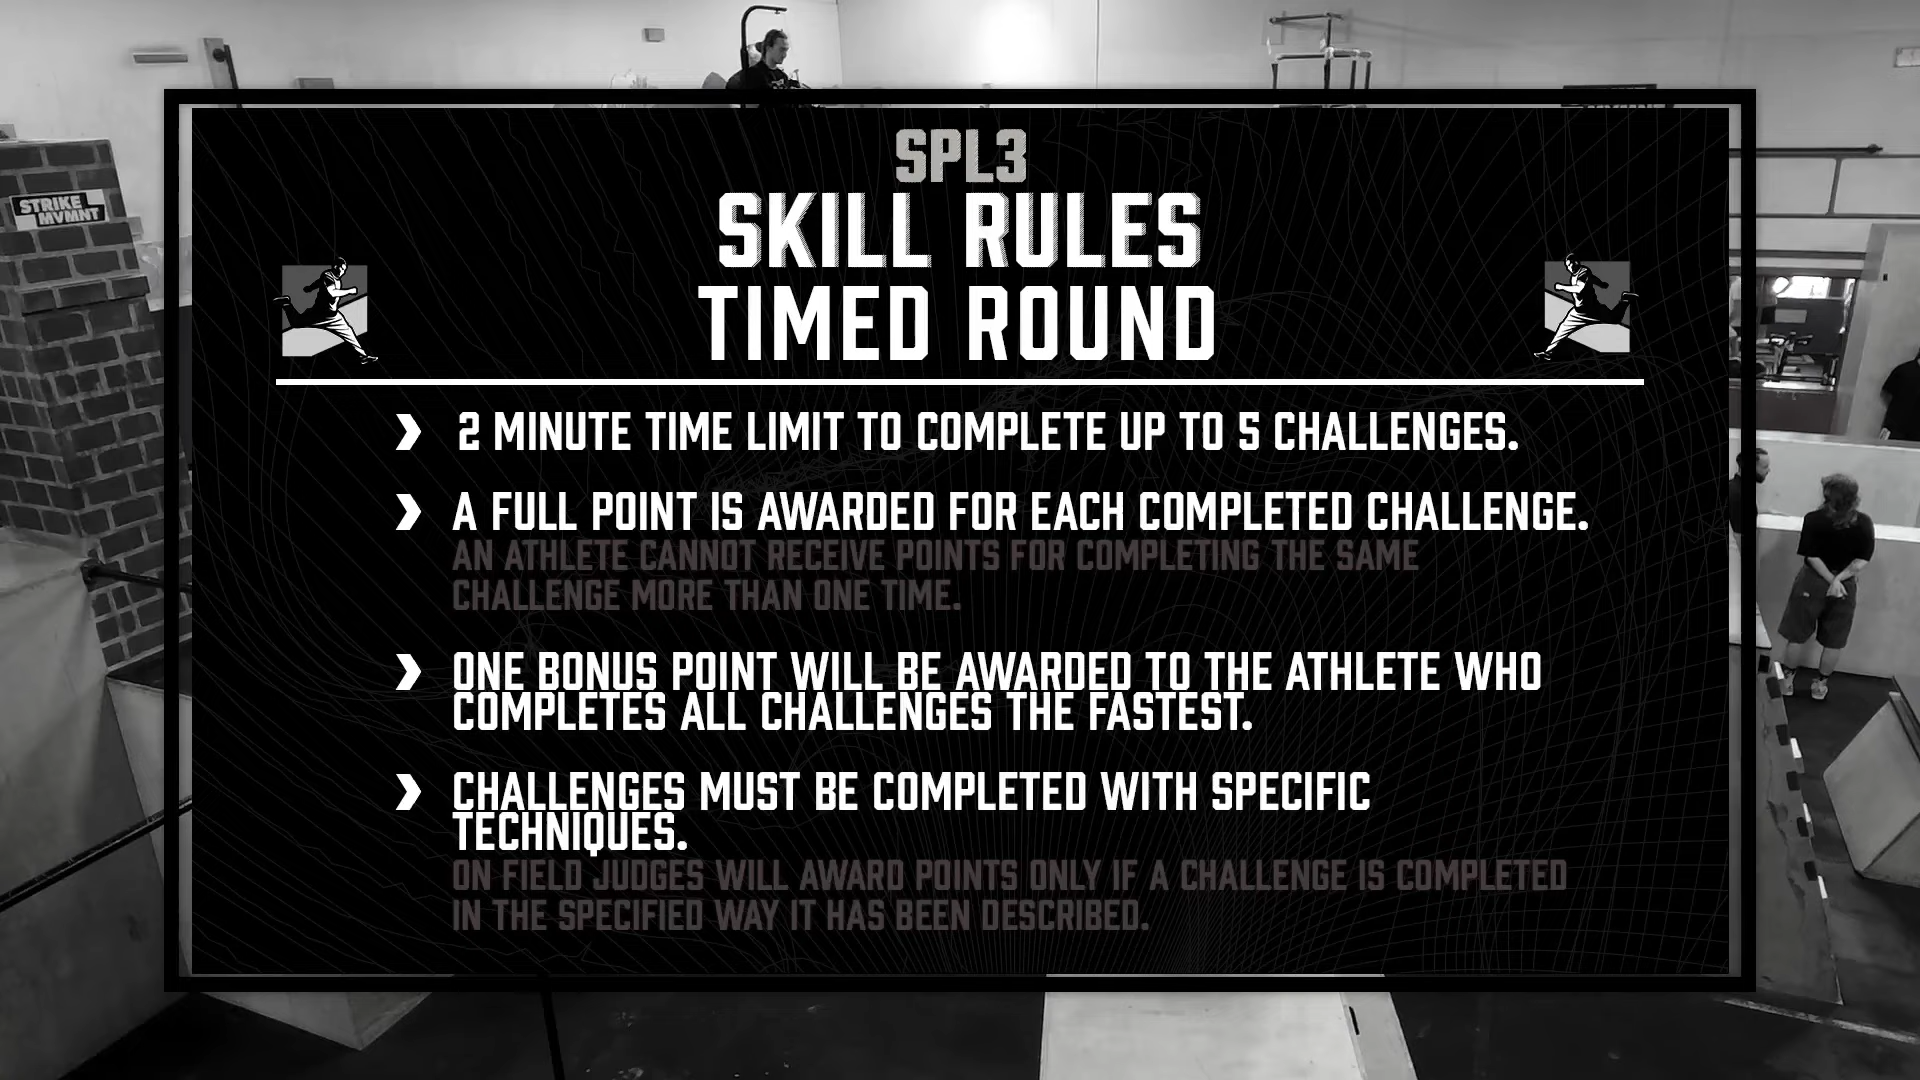 SPL3
SKILL RULES
TIMED ROUND
STRIKE
MVMNT
2 MINUTE TIME LIMIT TO COMPLETE UP TO 5 CHALLENGES.
A FULL POINT IS AWARDED FOR EACH COMPLETED CHALLENGE.
AN ATHLETE CANNOT RECEIVE POINTS FOR COMPLETING THE SAME
CHALLENGE MORE THAN ONE TIME.
ONE BONUS POINT WILL BE AWARDED TO THE ATHLETE WHO
COMPLETES ALL CHALLENGES THE FASTEST.
CHALLENGES MUST BE COMPLETED WITH SPECIFIC
TECHNIQUES.
ON FIELD JUDGES WILL AWARD POINTS ONLY IF A CHALLENGE IS COMPLETED
IN THE SPECIFIED WAY IT HAS BEEN DESCRIBED.